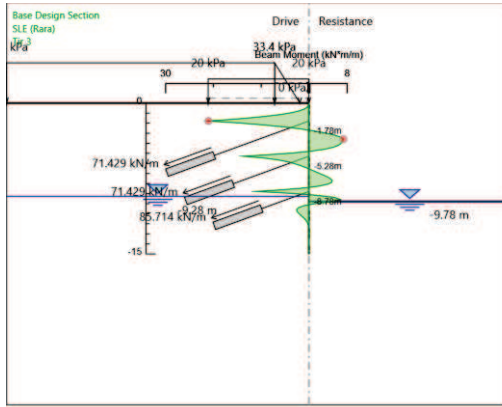 Base Design Section
SLE (Rara)
Tir 3
Drive
Resistance
kPa
33.4 kPa
Beam Moment (kN*m/m)
20 kPa
20 kPa
30
8
0 kPa
0
-1.78m
71.429 kN/m
-5.28m
71.429 kN/m
-8.78m
-9.28 m
85.714 kN/m
-9.78 m
-15